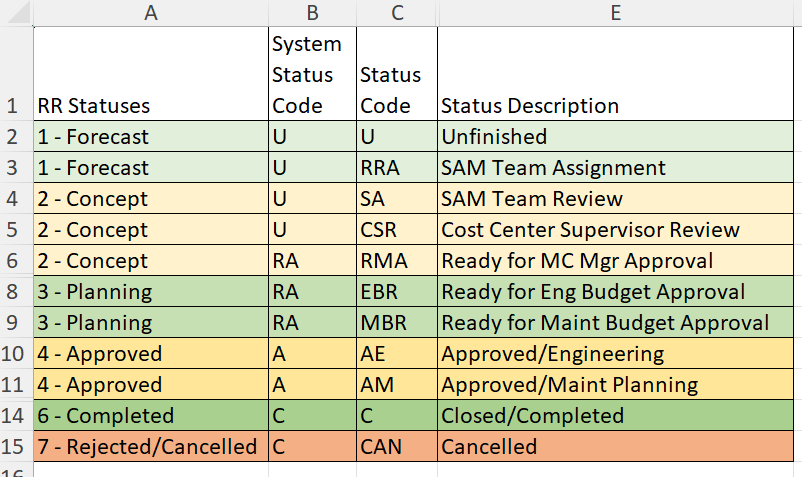 A B C E
1 RR Statuses System Status Code Status Code Status Description
2 1 - Forecast U U Unfinished
3 1 - Forecast U RRA SAM Team Assignment
4 2 - Concept U SA SAM Team Review
5 2 - Concept U CSR Cost Center Supervisor Review
6 2 - Concept RA RMA Ready for MC Mgr Approval
8 3 - Planning RA EBR Ready for Eng Budget Approval
9 3 - Planning RA MBR Ready for Maint Budget Approval
10 4 - Approved A AE Approved/Engineering
11 4 - Approved A AM Approved/Maint Planning
14 6 - Completed C C Closed/Completed
15 7 - Rejected/Cancelled C CAN Cancelled
16